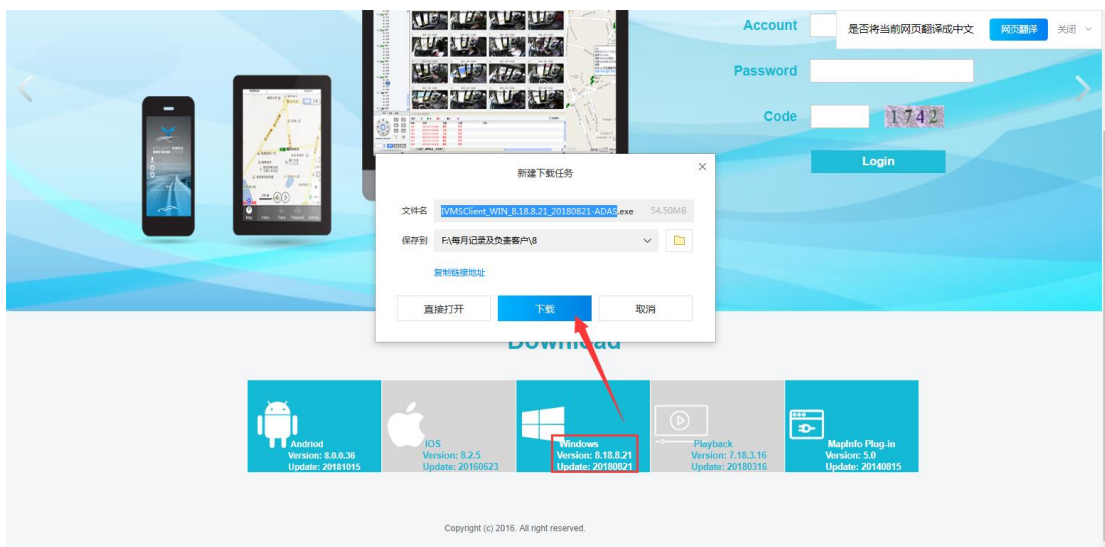 Account
是否将当前网页翻译成中文 网页翻译 关闭
Password
Code 1742
Login
新建下载任务
文件名 IVMSClient_WIN_8.18.8.21_20180821-ADAS.exe 54.50MB
保存到 F:\每月记录及负责客户\8
复制链接地址
直接打开 下载 取消
Download
Andriod
Version: 8.0.0.36
Update: 20181015
IOS
Version: 8.2.5
Update: 20160623
Windows
Version: 8.18.8.21
Update: 20180821
Playback
Version: 7.18.3.16
Update: 20180316
MapInfo Plug-in
Version: 5.0
Update: 20140815
Copyright (c) 2016. All right reserved.